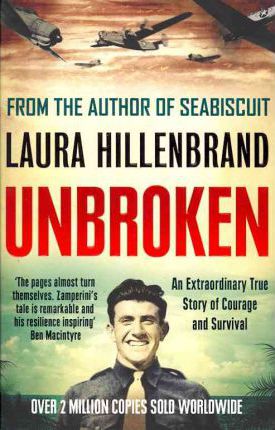 FROM THE AUTHOR OF SEABISCUIT
LAURA HILLENBRAND
UNBROKEN
'The pages almost turn
themselves. Zamperini's
tale is remarkable and
his resilience inspiring'
Ben Macintyre
An Extraordinary True
Story of Courage
and Survival
OVER 2 MILLION COPIES SOLD WORLDWIDE